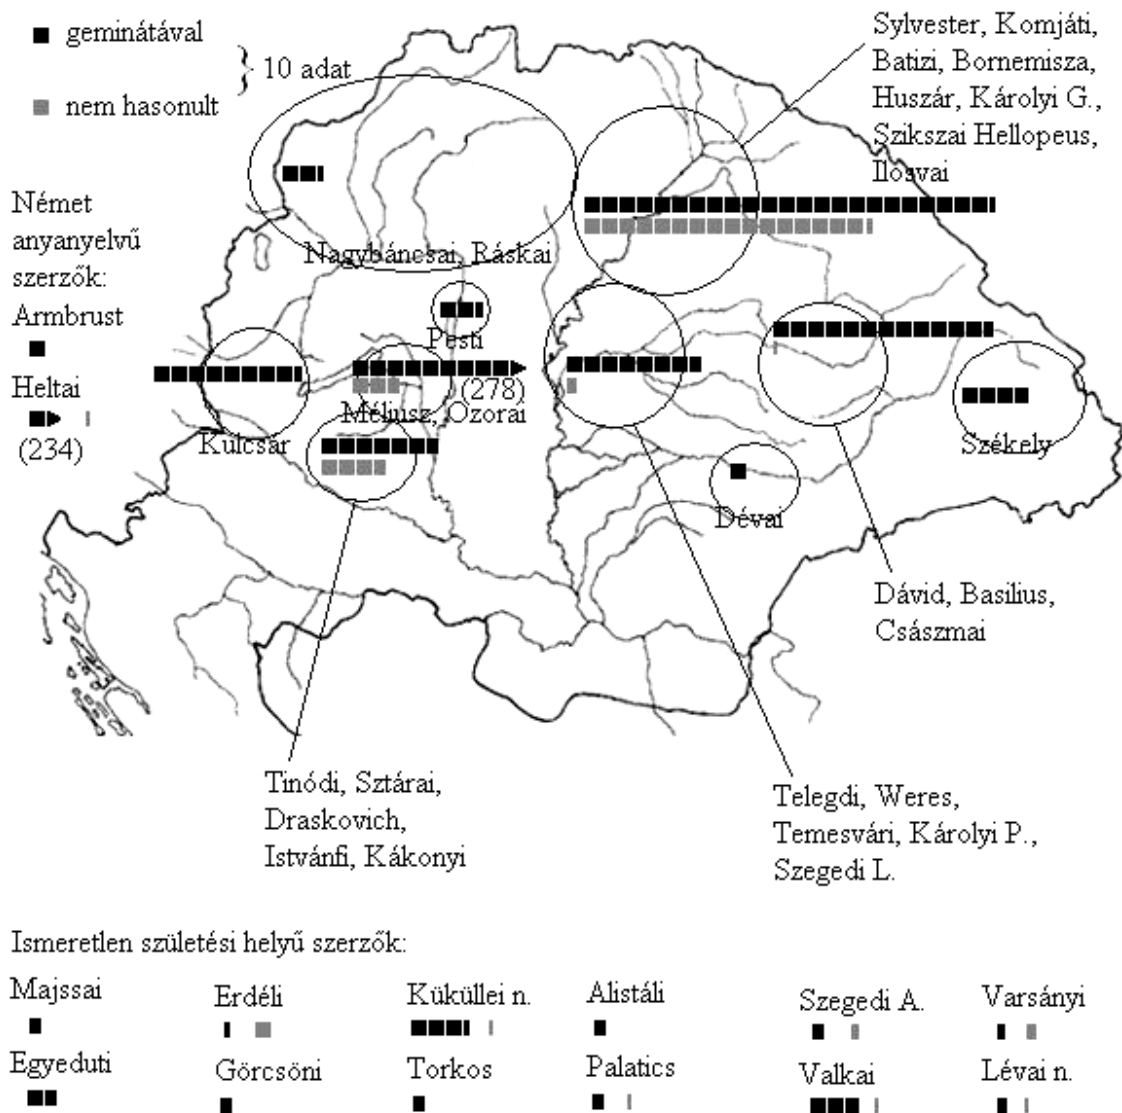 geminátával
} 10 adat
nem hasonult
Sylvester, Komjáti,
Batizi, Bornemisza,
Huszár, Károlyi G.,
Szikszai Hellopeus,
Ilosvai
Német
anyanyelvű
szerzők:
Armbrust
Heltai
(234)
Nagybáncsai, Ráskai
Pesti
(278)
Méliusz, Ozorai
Kulcsár
Székely
Dévai
Dávid, Basilius,
Császmai
Tinódi, Sztárai,
Draskovich,
Istvánfi, Kákonyi
Telegdi, Weres,
Temesvári, Károlyi P.,
Szegedi L.
Ismeretlen születési helyű szerzők:
Majssai Erdéli Küküllei n. Alistáli Szegedi A. Varsányi
Egyeduti Görcsöni Torkos Palatics Valkai Lévai n.